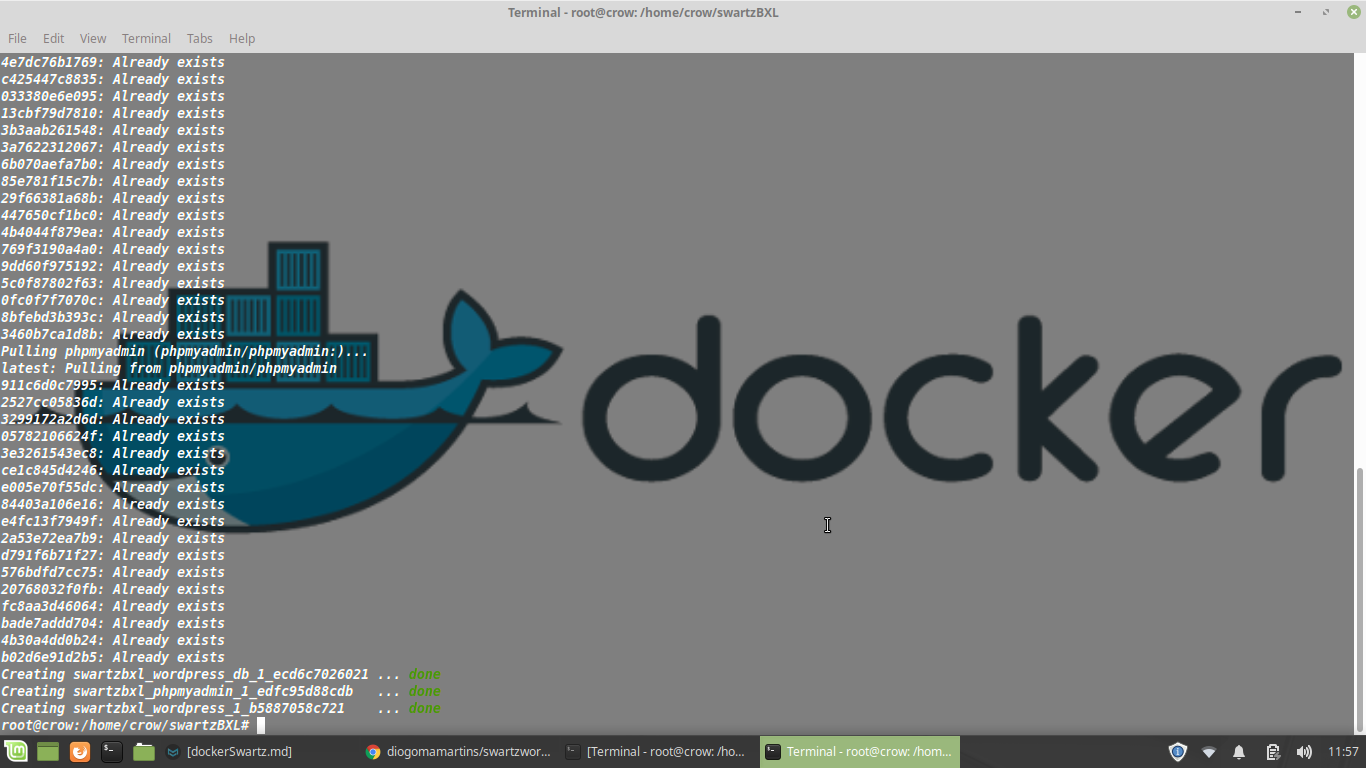 Terminal - root@crow: /home/crow/swartzBXL
File Edit View Terminal Tabs Help
4e7dc76b1769: Already exists
c425447c8835: Already exists
033380e6e095: Already exists
13cbf79d7810: Already exists
3b3aab261548: Already exists
3a7622312067: Already exists
6b070aefa7b0: Already exists
85e781f15c7b: Already exists
29f66381a68b: Already exists
447650cf1bc0: Already exists
4b4044f879ea: Already exists
769f3190a4a0: Already exists
9dd60f975192: Already exists
5c0f87802f63: Already exists
0fc0f7f7070c: Already exists
8bfebd3b393c: Already exists
3460b7ca1d8b: Already exists
Pulling phpmyadmin (phpmyadmin/phpmyadmin:)...
latest: Pulling from phpmyadmin/phpmyadmin
911c6d0c7995: Already exists
2527cc05836d: Already exists
3299172a2d6d: Already exists
05782106624f: Already exists
3e3261543ec8: Already exists
ce1c845d4246: Already exists
e005e70f55dc: Already exists
84403a106e16: Already exists
e4fc13f7949f: Already exists
2a53e72ea7b9: Already exists
d791f6b71f27: Already exists
576bdfd7cc75: Already exists
20768032f0fb: Already exists
fc8aa3d46064: Already exists
bade7addd704: Already exists
4b30a4dd0b24: Already exists
b02d6e91d2b5: Already exists
Creating swartzbxl_wordpress_db_1_ecd6c7026021 ... done
Creating swartzbxl_phpmyadmin_1_edfc95d88cdb ... done
Creating swartzbxl_wordpress_1_b5887058c721 ... done
root@crow:/home/crow/swartzBXL#
docker
[dockerSwartz.md]
diogomamartins/swartzwor...
[Terminal - root@crow: /ho...
Terminal - root@crow: /hom...
11:57